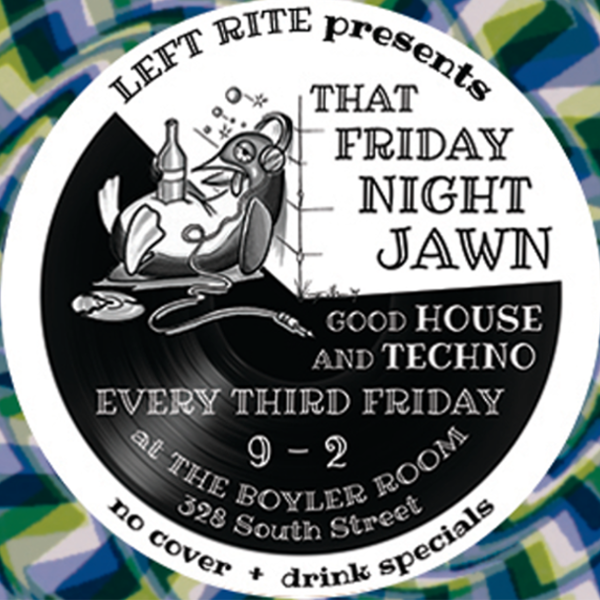 LEFT RITE presents
THAT
FRIDAY
NIGHT
JAWN
GOOD HOUSE
AND TECHNO
EVERY THIRD FRIDAY
9 - 2
at THE BOYLER ROOM
328 South Street
no cover + drink specials